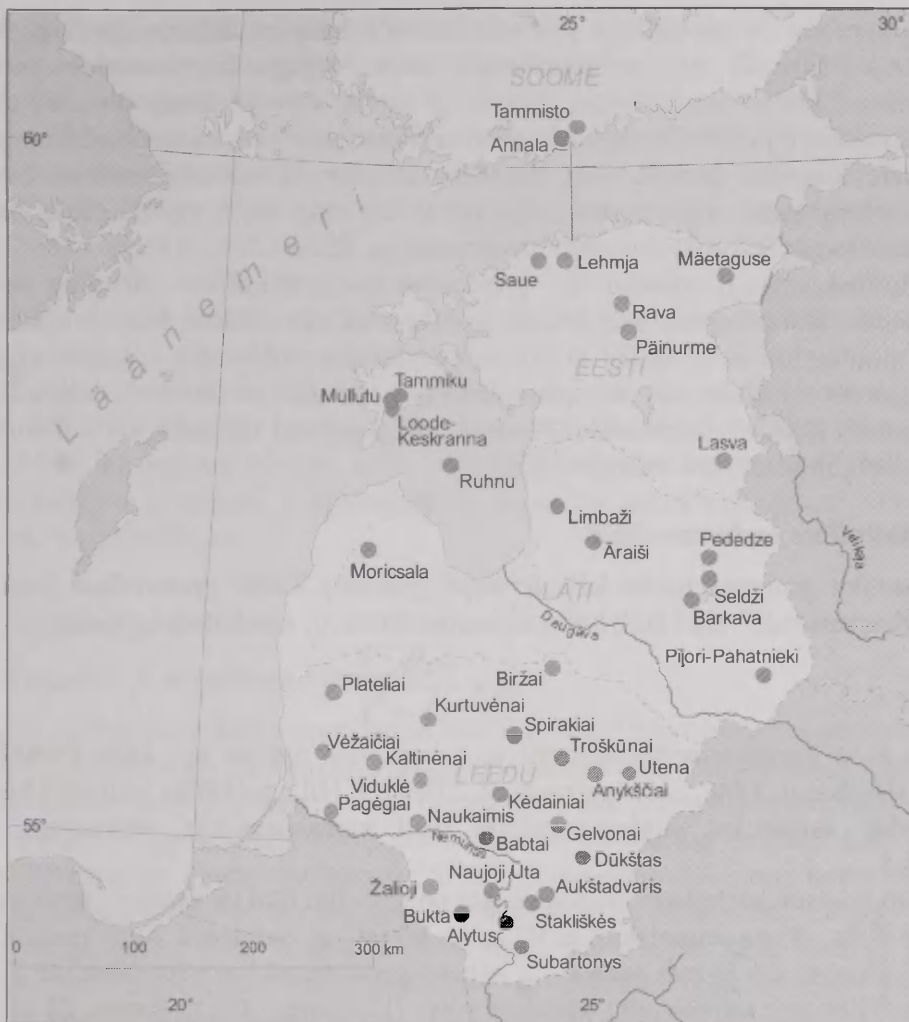 25°
30°
SOOME
Tammisto
Annala
60°
Läänemeri
Lehmja
Saue
Mäetaguse
Rava
Päinurme
EESTI
Tammiku
Mullutu
Loode-
Keskranna
Lasva
Ruhnu
Limbaži
Āraiši
Pededze
Velikaja
Moricsala
Seldži
LÄTI
Barkava
Daugava
Pijori-Pahatnieki
Biržai
Plateliai
Kurtuvėnai
Spirakiai
Vėžaičiai
Troškūnai
Kaltinėnai
Utena
LEEDU
Anykščiai
Viduklė
Kėdainiai
Pagėgiai
Naukaimis
Gelvonai
55°
Nemunas
Babtai
Dūkštas
Naujoji Uta
Žalioji
Aukštadvaris
Bukta
Stakliškės
Alytus
Subartonys
0 100 200 300 km
20°
25°